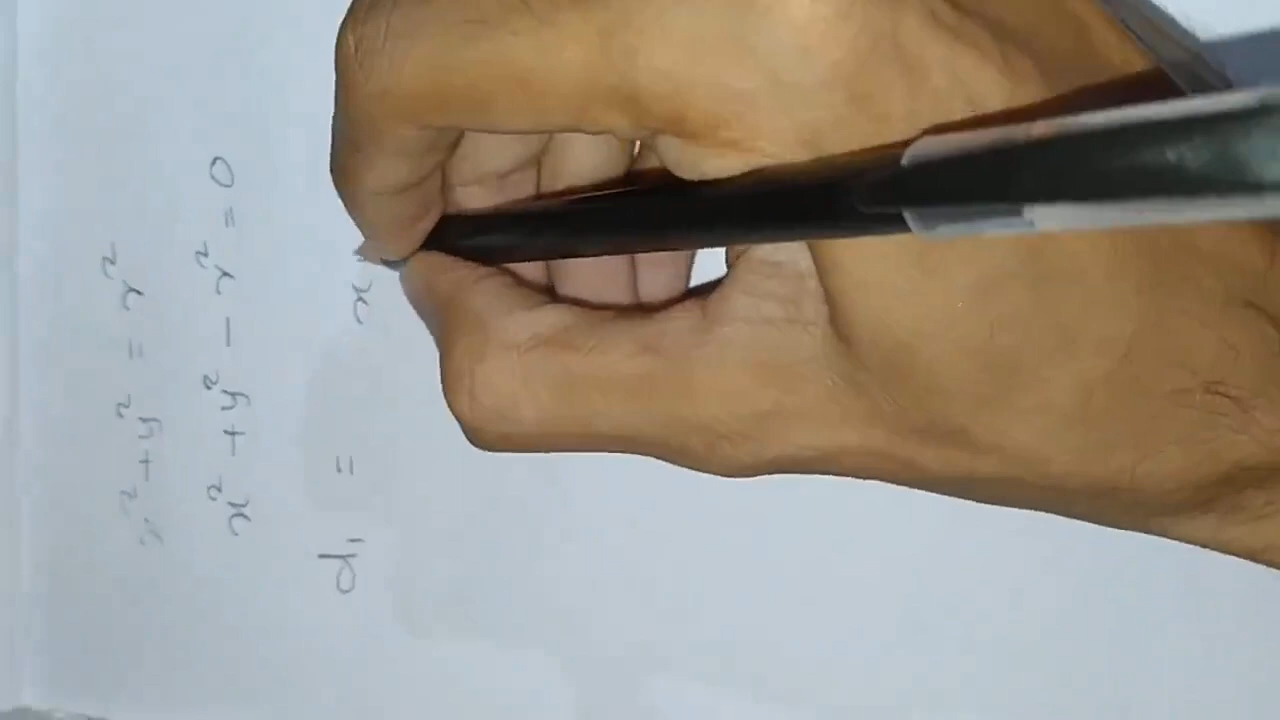 x² + y² = r²
x² + y² - r² = 0
d₁ = x